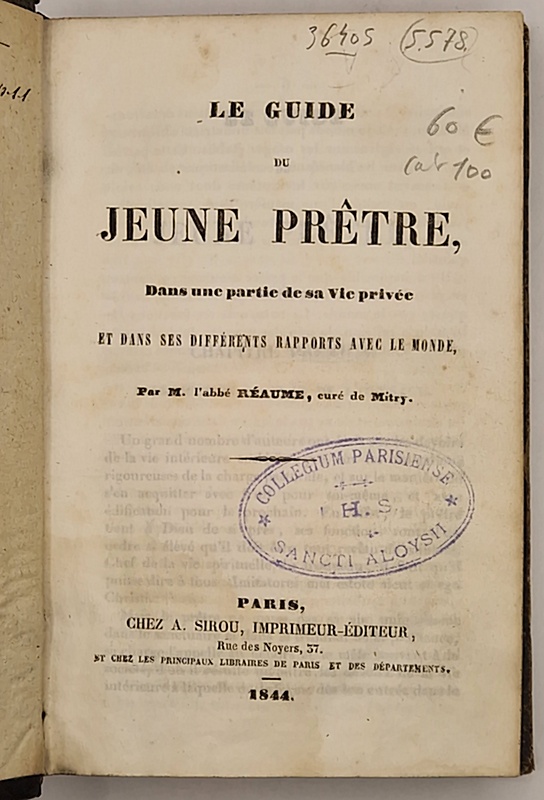 36405 5.578.
LE GUIDE
60 €
DU
cat 100
JEUNE PRÊTRE,
Dans une partie de sa Vie privée
ET DANS SES DIFFÉRENTS RAPPORTS AVEC LE MONDE,
Par M. l'abbé RÉAUME, curé de Mitry.
COLLEGIUM PARISIENSE
H. S.
SANCTI ALOYSII
PARIS,
CHEZ A. SIROU, IMPRIMEUR-ÉDITEUR,
Rue des Noyers, 37.
ET CHEZ LES PRINCIPAUX LIBRAIRES DE PARIS ET DES DÉPARTEMENTS.
1844.